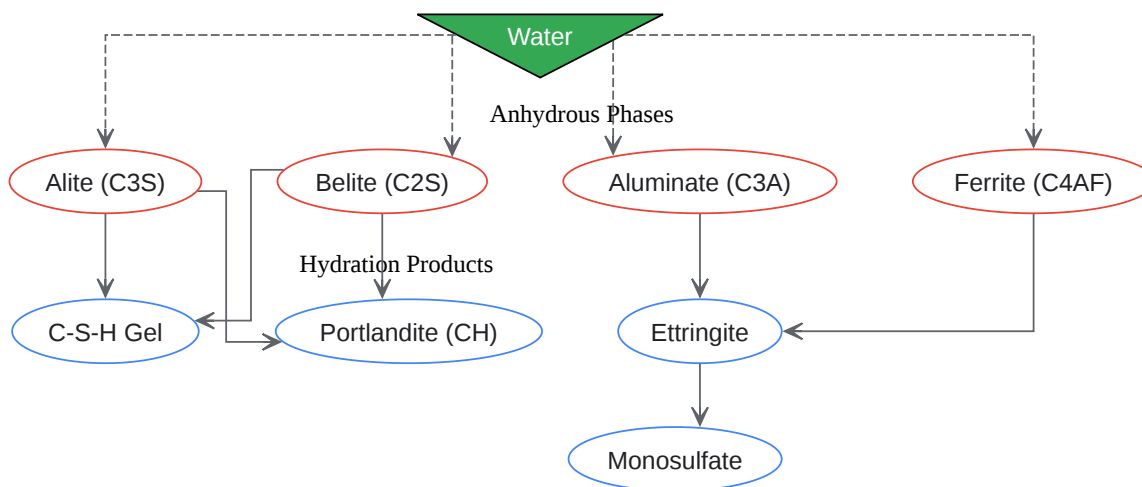 Water
Anhydrous Phases
Alite (C3S)
Belite (C2S)
Aluminate (C3A)
Ferrite (C4AF)
Hydration Products
C-S-H Gel
Portlandite (CH)
Ettringite
Monosulfate